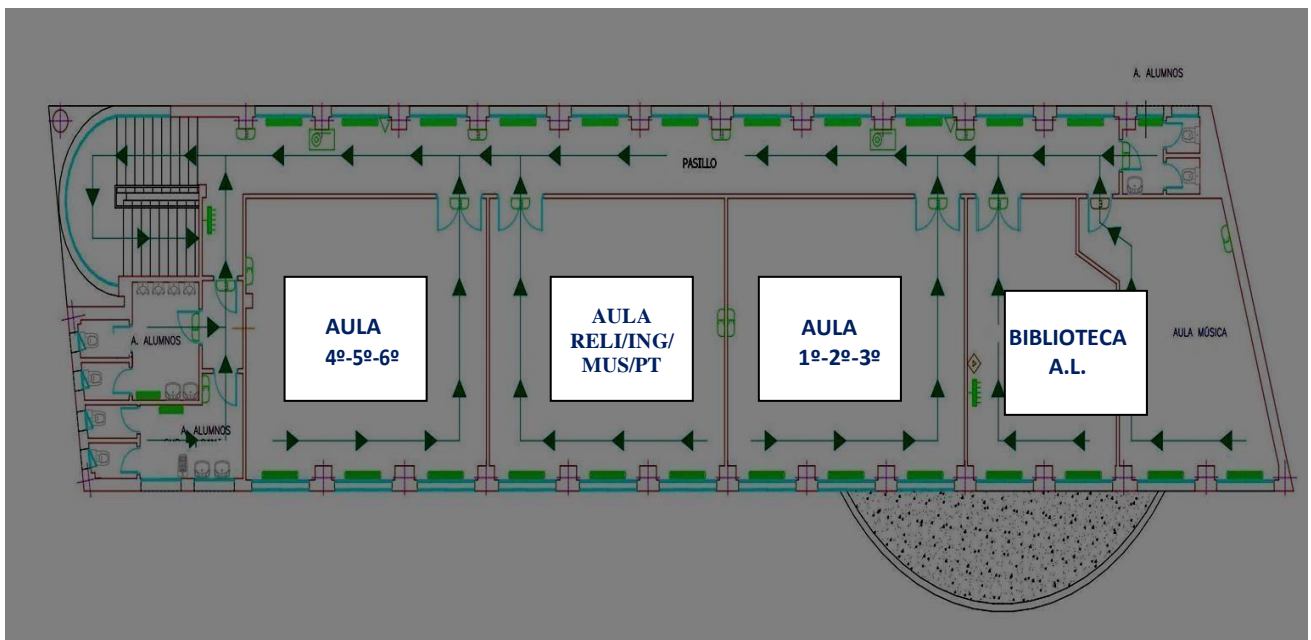 A. ALUMNOS
PASILLO
AULA
4º-5º-6º
AULA
RELI/ING/
MUS/PT
AULA
1º-2º-3º
BIBLIOTECA
A.L.
AULA MÚSICA
A. ALUMNOS
A. ALUMNOS